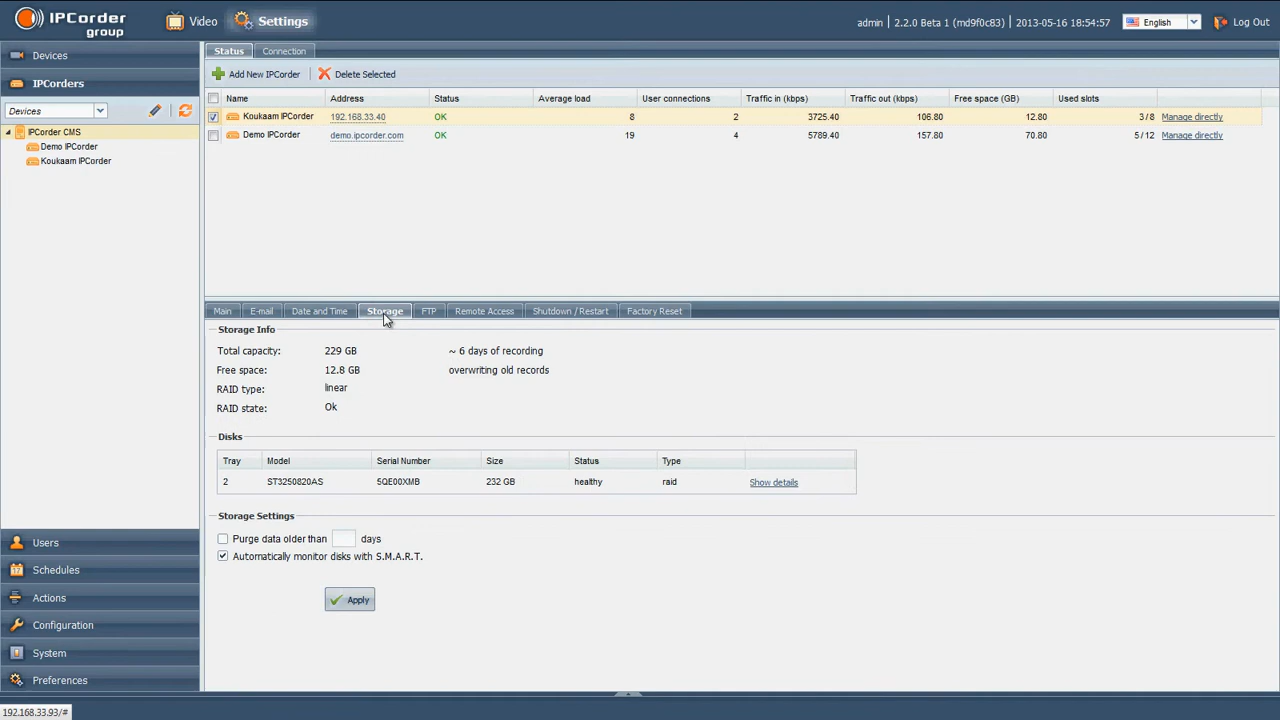 IPCorder group Video Settings admin 2.2.0 Beta 1 (md9f0c83) 2013-05-16 18:54:57 English Log Out
Devices
IPCorders
Devices
IPCorder CMS
Demo IPCorder
Koukaam IPCorder
Users
Schedules
Actions
Configuration
System
Preferences
Status Connection
Add New IPCorder Delete Selected
Name Address Status Average load User connections Traffic in (kbps) Traffic out (kbps) Free space (GB) Used slots
Koukaam IPCorder 192.168.33.40 OK 8 2 3725.40 106.80 12.80 3 / 8 Manage directly
Demo IPCorder demo.ipcorder.com OK 19 4 5789.40 157.80 70.80 5 / 12 Manage directly
Main E-mail Date and Time Storage FTP Remote Access Shutdown / Restart Factory Reset
Storage Info
Total capacity: 229 GB ~ 6 days of recording
Free space: 12.8 GB overwriting old records
RAID type: linear
RAID state: Ok
Disks
Tray Model Serial Number Size Status Type
2 ST3250820AS 5QE00XMB 232 GB healthy raid Show details
Storage Settings
Purge data older than days
Automatically monitor disks with S.M.A.R.T.
Apply
192.168.33.93/#